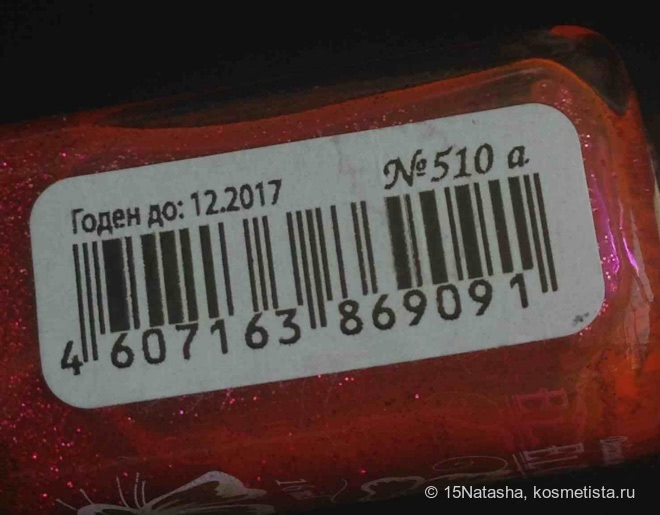 №510 а
Годен до: 12.2017
4 607163 869091
© 15Natasha, kosmetista.ru